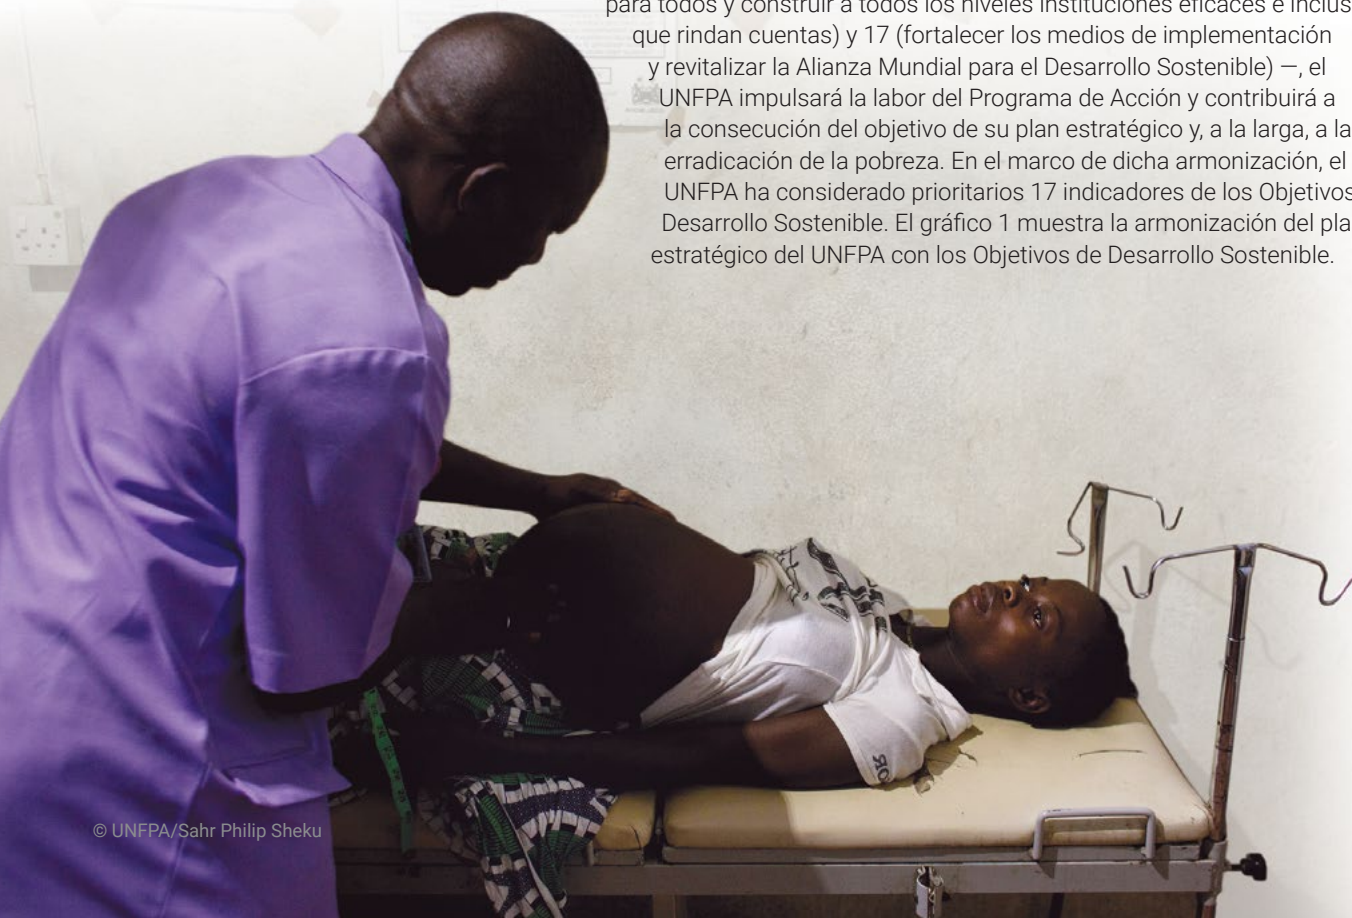 para todos y construir a todos los niveles instituciones eficaces e inclus
que rindan cuentas) y 17 (fortalecer los medios de implementación
y revitalizar la Alianza Mundial para el Desarrollo Sostenible) —, el
UNFPA impulsará la labor del Programa de Acción y contribuirá a
la consecución del objetivo de su plan estratégico y, a la larga, a la
erradicación de la pobreza. En el marco de dicha armonización, el
UNFPA ha considerado prioritarios 17 indicadores de los Objetivos
Desarrollo Sostenible. El gráfico 1 muestra la armonización del pla
estratégico del UNFPA con los Objetivos de Desarrollo Sostenible.
© UNFPA/Sahr Philip Sheku